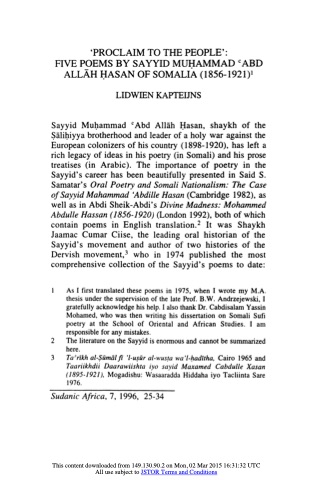 ‘PROCLAIM TO THE PEOPLE’:
FIVE POEMS BY SAYYID MUḤAMMAD ᶜABD
ALLĀH ḤASAN OF SOMALIA (1856-1921)¹
LIDWIEN KAPTEIJNS
Sayyid Muḥammad ᶜAbd Allāh Ḥasan, shaykh of the
Ṣāliḥiyya brotherhood and leader of a holy war against the
European colonizers of his country (1898-1920), has left a
rich legacy of ideas in his poetry (in Somali) and his prose
treatises (in Arabic). The importance of poetry in the
Sayyid's career has been beautifully presented in Said S.
Samatar's Oral Poetry and Somali Nationalism: The Case
of Sayyid Mahammad 'Abdille Hasan (Cambridge 1982), as
well as in Abdi Sheik-Abdi's Divine Madness: Mohammed
Abdulle Hassan (1856-1920) (London 1992), both of which
contain poems in English translation.² It was Shaykh
Jaamac Cumar Ciise, the leading oral historian of the
Sayyid's movement and author of two histories of the
Dervish movement,³ who in 1974 published the most
comprehensive collection of the Sayyid's poems to date:
1 As I first translated these poems in 1975, when I wrote my M.A.
thesis under the supervision of the late Prof. B.W. Andrzejewski, I
gratefully acknowledge his help. I also thank Dr. Cabdisalam Yassin
Mohamed, who was then writing his dissertation on Somali Sufi
poetry at the School of Oriental and African Studies. I am
responsible for any mistakes.
2 The literature on the Sayyid is enormous and cannot be summarized
here.
3 Ta'rīkh al-Ṣūmāl fī 'l-uṣūr al-wusṭa wa'l-ḥadītha, Cairo 1965 and
Taariikhdii Daarawiishta iyo sayid Maxamed Cabdulle Xasan
(1895-1921), Mogadishu: Wasaaradda Hiddaha iyo Tacliinta Sare
1976.
Sudanic Africa, 7, 1996, 25-34
This content downloaded from 149.130.90.2 on Mon, 02 Mar 2015 16:31:32 UTC
All use subject to JSTOR Terms and Conditions